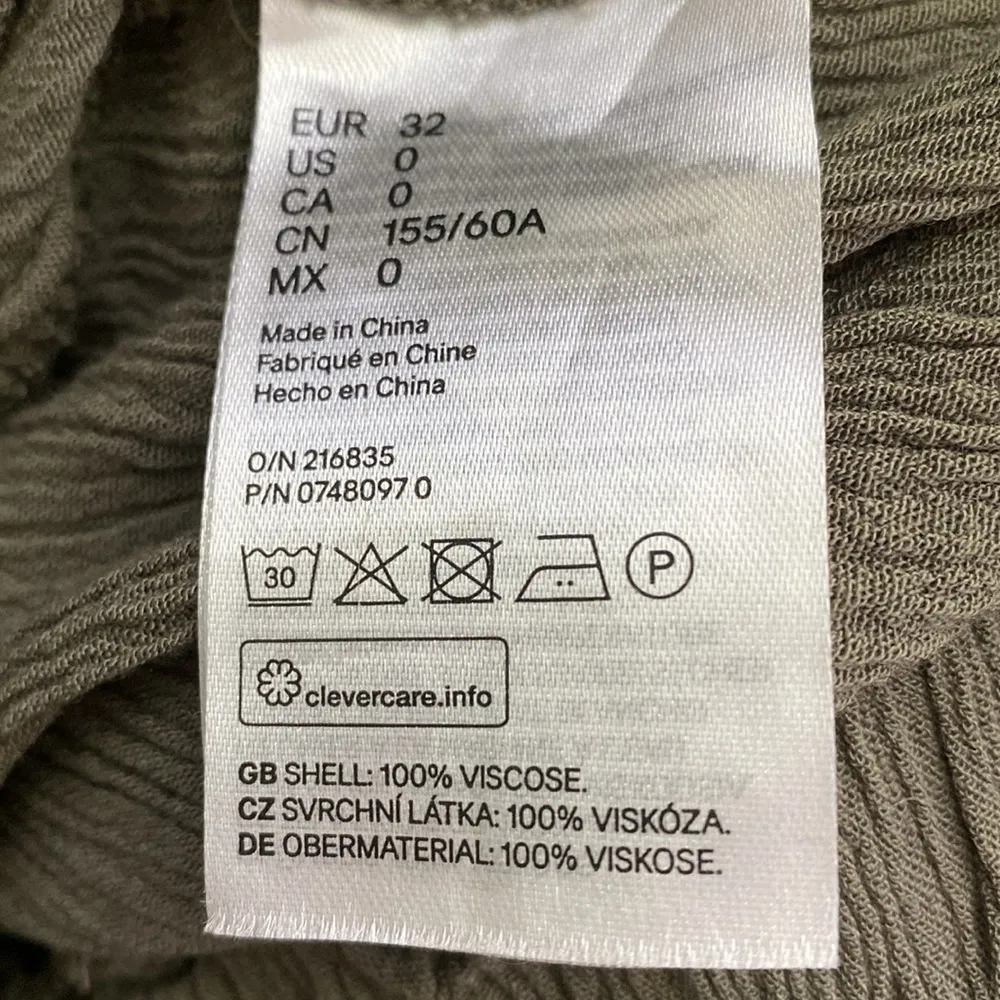 EUR 32
US 0
CA 0
CN 155/60A
MX 0
Made in China
Fabriqué en Chine
Hecho en China
O/N 216835
P/N 0748097 0
30 P
clevercare.info
GB SHELL: 100% VISCOSE.
CZ SVRCHNÍ LÁTKA: 100% VISKÓZA.
DE OBERMATERIAL: 100% VISKOSE.